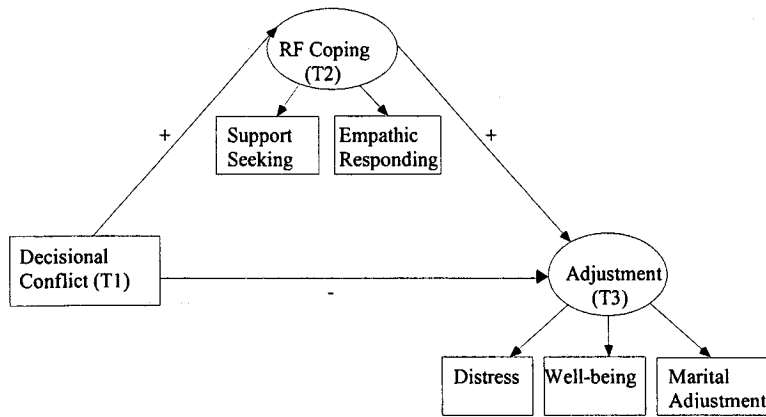 RF Coping
(T2)
+
+
Support
Seeking
Empathic
Responding
Decisional
Conflict (T1)
-
Adjustment
(T3)
Distress
Well-being
Marital
Adjustment